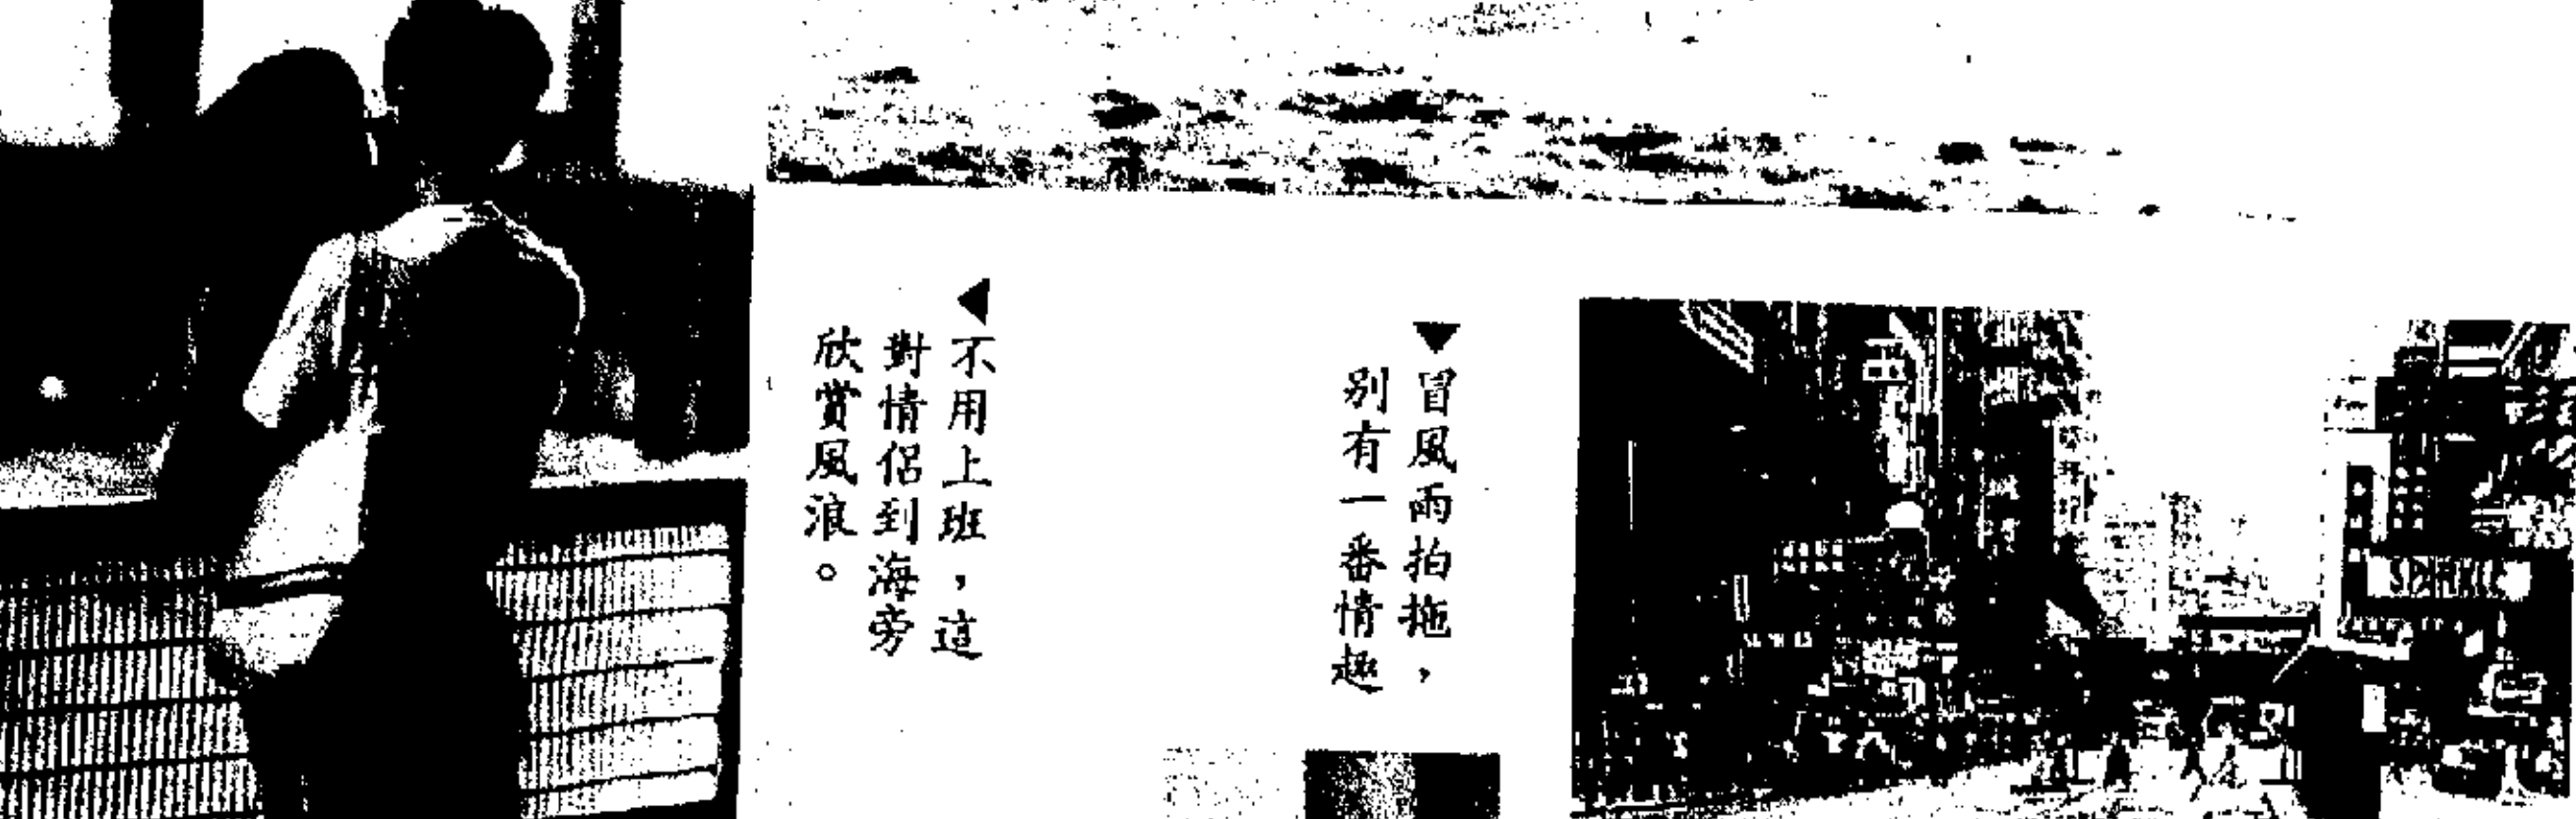 ▼冒風雨拍拖，
別有一番情趣
◀不用上班，這
對情侶到海旁
欣賞風浪。